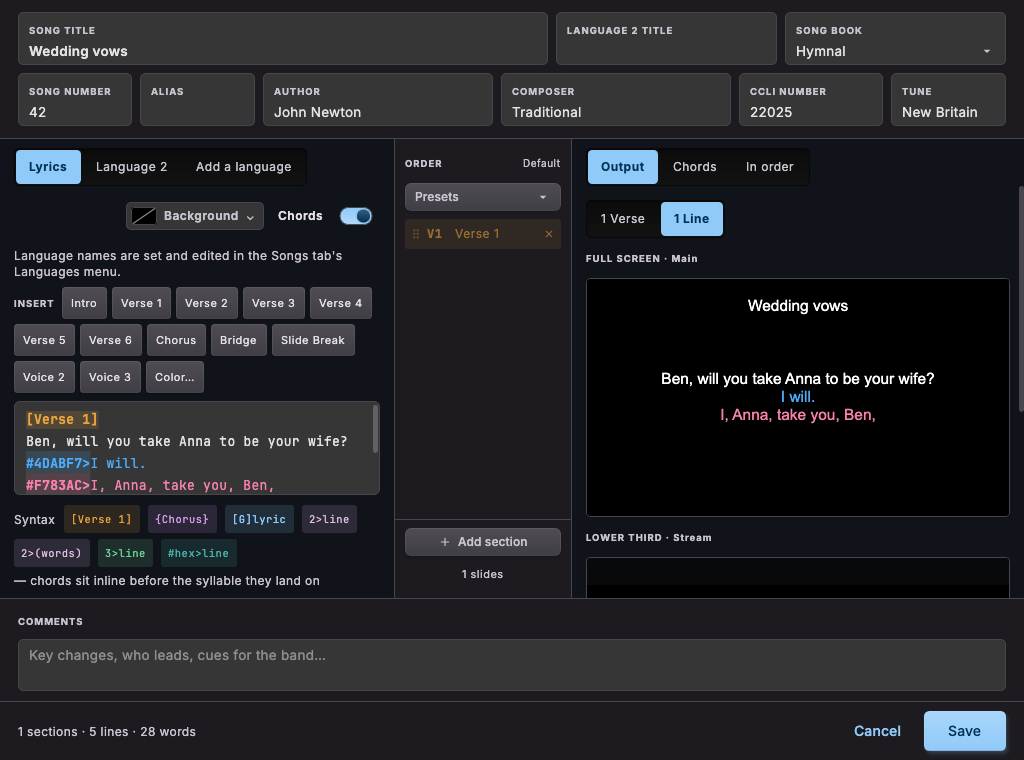 SONG TITLE
Wedding vows
LANGUAGE 2 TITLE
SONG BOOK
Hymnal
SONG NUMBER
42
ALIAS
AUTHOR
John Newton
COMPOSER
Traditional
CCLI NUMBER
22025
TUNE
New Britain
Lyrics
Language 2
Add a language
Background
Chords
Language names are set and edited in the Songs tab's
Languages menu.
INSERT
Intro
Verse 1
Verse 2
Verse 3
Verse 4
Verse 5
Verse 6
Chorus
Bridge
Slide Break
Voice 2
Voice 3
Color...
[Verse 1]
Ben, will you take Anna to be your wife?
#4DABF7>I will.
#F783AC>I, Anna, take you, Ben,
Syntax
[Verse 1]
{Chorus}
[G]lyric
2>line
2>(words)
3>line
#hex>line
— chords sit inline before the syllable they land on
ORDER
Default
Presets
V1 Verse 1 ×
+ Add section
1 slides
Output
Chords
In order
1 Verse
1 Line
FULL SCREEN · Main
Wedding vows
Ben, will you take Anna to be your wife?
I will.
I, Anna, take you, Ben,
LOWER THIRD · Stream
COMMENTS
Key changes, who leads, cues for the band...
1 sections · 5 lines · 28 words
Cancel
Save